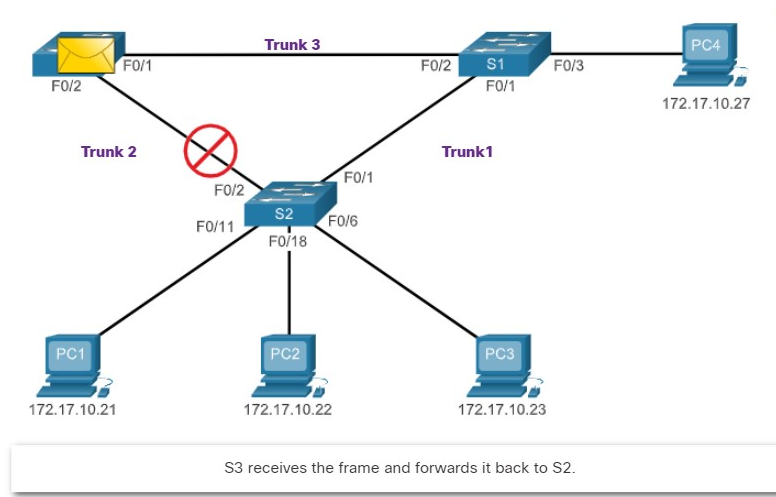 Trunk 3
PC4
F0/1
F0/2
S1
F0/3
F0/2
F0/1
172.17.10.27
Trunk 2
Trunk1
F0/1
F0/2
S2
F0/11
F0/6
F0/18
PC1
PC2
PC3
172.17.10.21
172.17.10.22
172.17.10.23
S3 receives the frame and forwards it back to S2.